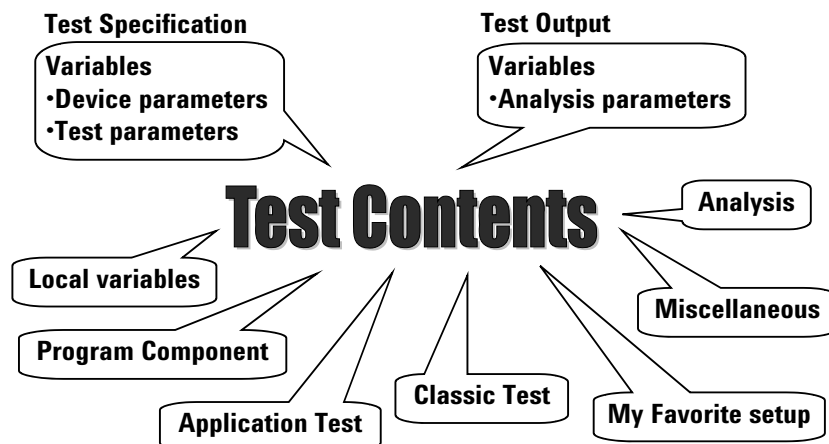 Test Specification
Variables
•Device parameters
•Test parameters
Test Output
Variables
•Analysis parameters
Test Contents
Analysis
Local variables
Miscellaneous
Program Component
Classic Test
Application Test
My Favorite setup